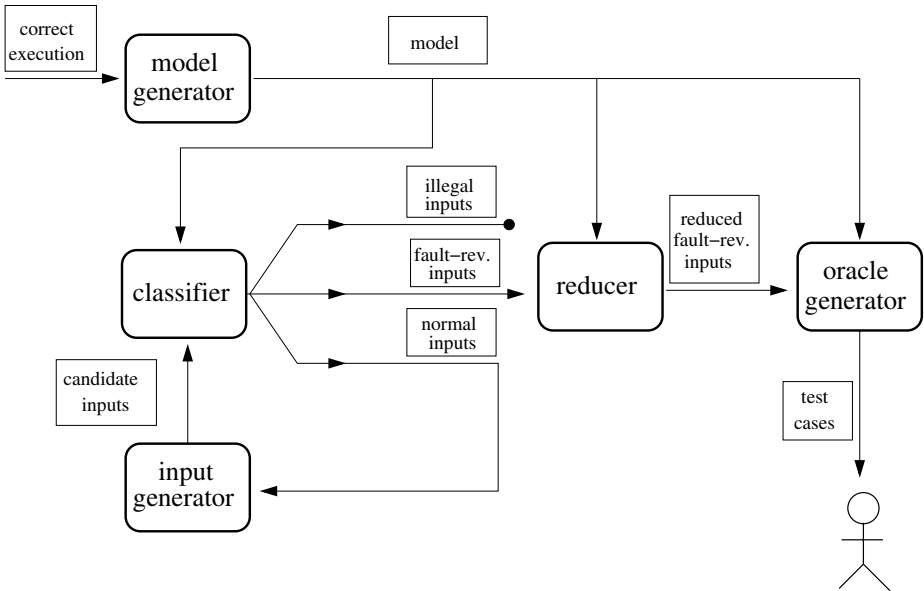 correct
execution
model
generator
model
illegal
inputs
fault−rev.
inputs
normal
inputs
classifier
candidate
inputs
input
generator
reducer
reduced
fault−rev.
inputs
oracle
generator
test
cases